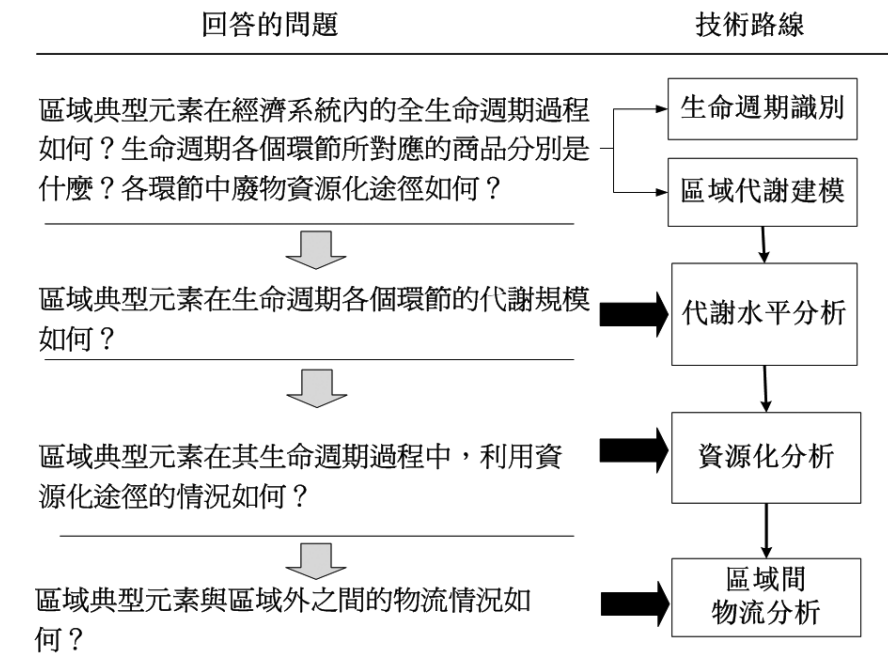 回答的問題
技術路線
區域典型元素在經濟系統內的全生命週期過程
如何？生命週期各個環節所對應的商品分別是
什麼？各環節中廢物資源化途徑如何？
生命週期識別
區域代謝建模
區域典型元素在生命週期各個環節的代謝規模
如何？
代謝水平分析
區域典型元素在其生命週期過程中，利用資
源化途徑的情況如何？
資源化分析
區域典型元素與區域外之間的物流情況如
何？
區域間
物流分析